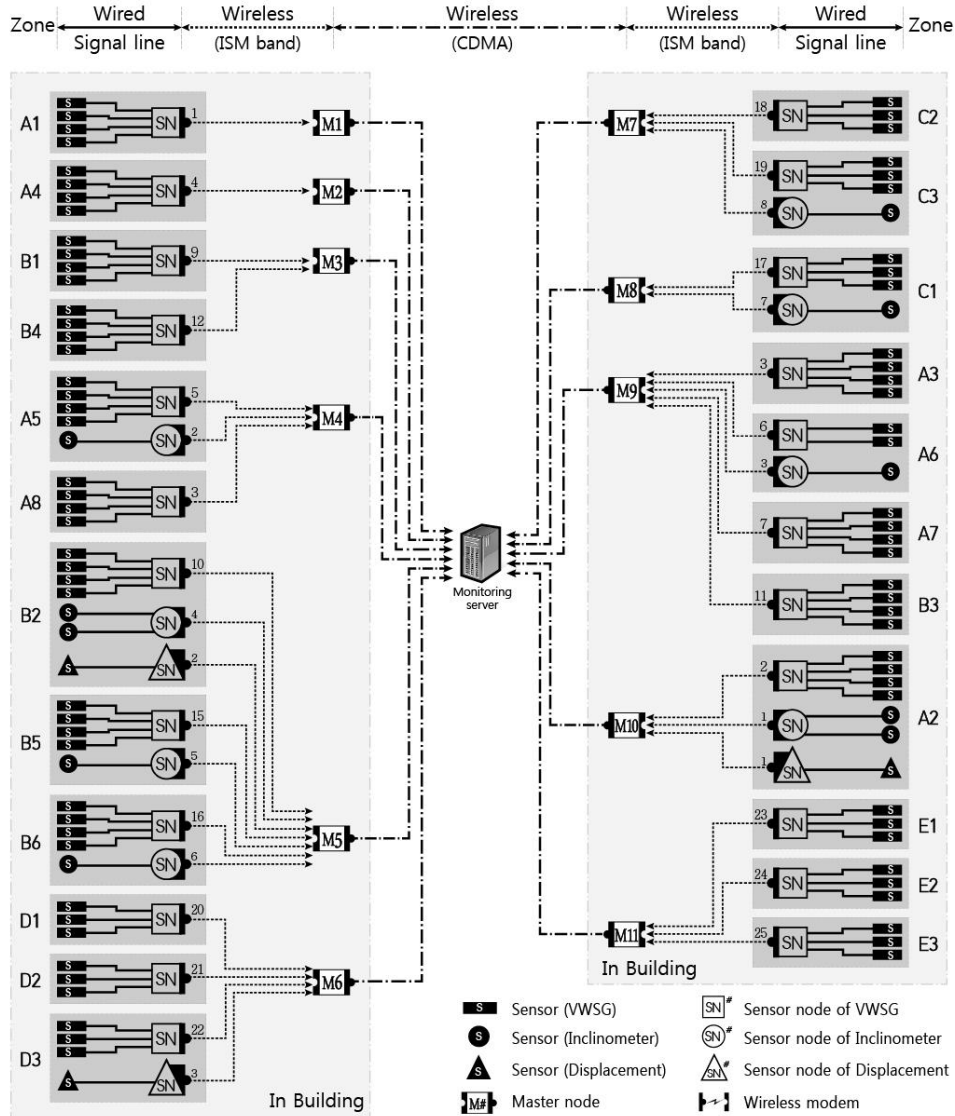 Zone Wired Wireless Wireless Wireless Wired Zone
Signal line (ISM band) (CDMA) (ISM band) Signal line
A1 S S S S SN 1 M1
A4 S S S S SN 4 M2
B1 S S S S SN 9 M3
B4 S S S S SN 12
A5 S S S S SN 5 M4
S SN 2
A8 S S S S SN 3
B2 S S S S SN 10
S S SN 4
S SN 2
B5 S S S S SN 15
S SN 5
B6 S S S S SN 16 M5
S SN 6
D1 S S S SN 20
D2 S S S SN 21 M6
D3 S S S SN 22
S SN 3
In Building
Monitoring
server
M7 18 SN S S S C2
19 SN S S S C3
8 SN S
M8 17 SN S S S C1
7 SN S
M9 3 SN S S S S A3
6 SN S S A6
3 SN S
7 SN S S S S A7
11 SN S S S S B3
2 SN S S S S A2
M10 1 SN S S
1 SN S
23 SN S S S E1
24 SN S S S E2
M11 25 SN S S S E3
In Building
S Sensor (VWSG)
S Sensor (Inclinometer)
S Sensor (Displacement)
M# Master node
SN # Sensor node of VWSG
SN # Sensor node of Inclinometer
SN # Sensor node of Displacement
Wireless modem